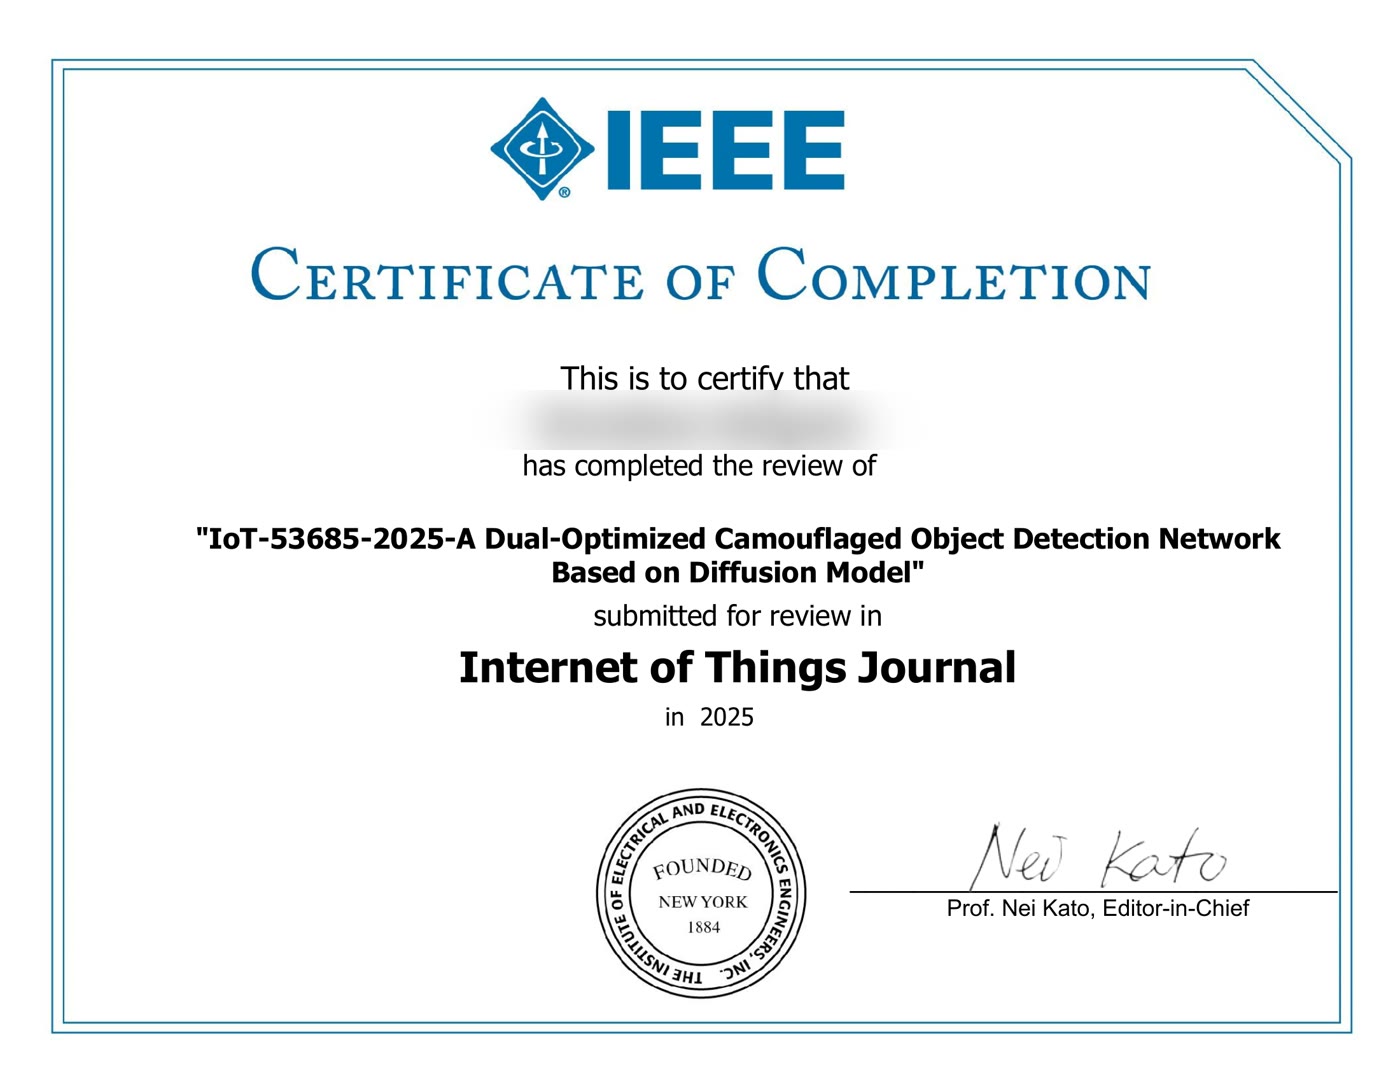 IEEE
®
CERTIFICATE OF COMPLETION
This is to certify that
has completed the review of
"IoT-53685-2025-A Dual-Optimized Camouflaged Object Detection Network
Based on Diffusion Model"
submitted for review in
Internet of Things Journal
in 2025
THE INSTITUTE OF ELECTRICAL AND ELECTRONICS ENGINEERS, INC.
FOUNDED
NEW YORK
1884
Nei Kato
Prof. Nei Kato, Editor-in-Chief